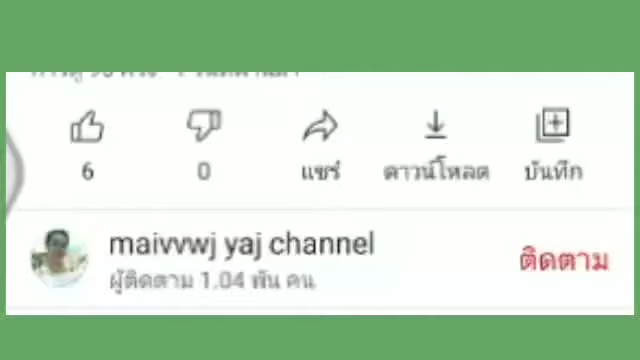 6
0
แชร์
ดาวน์โหลด
บันทึก
maivvwj yaj channel
ผู้ติดตาม 1.04 พัน คน
ติดตาม